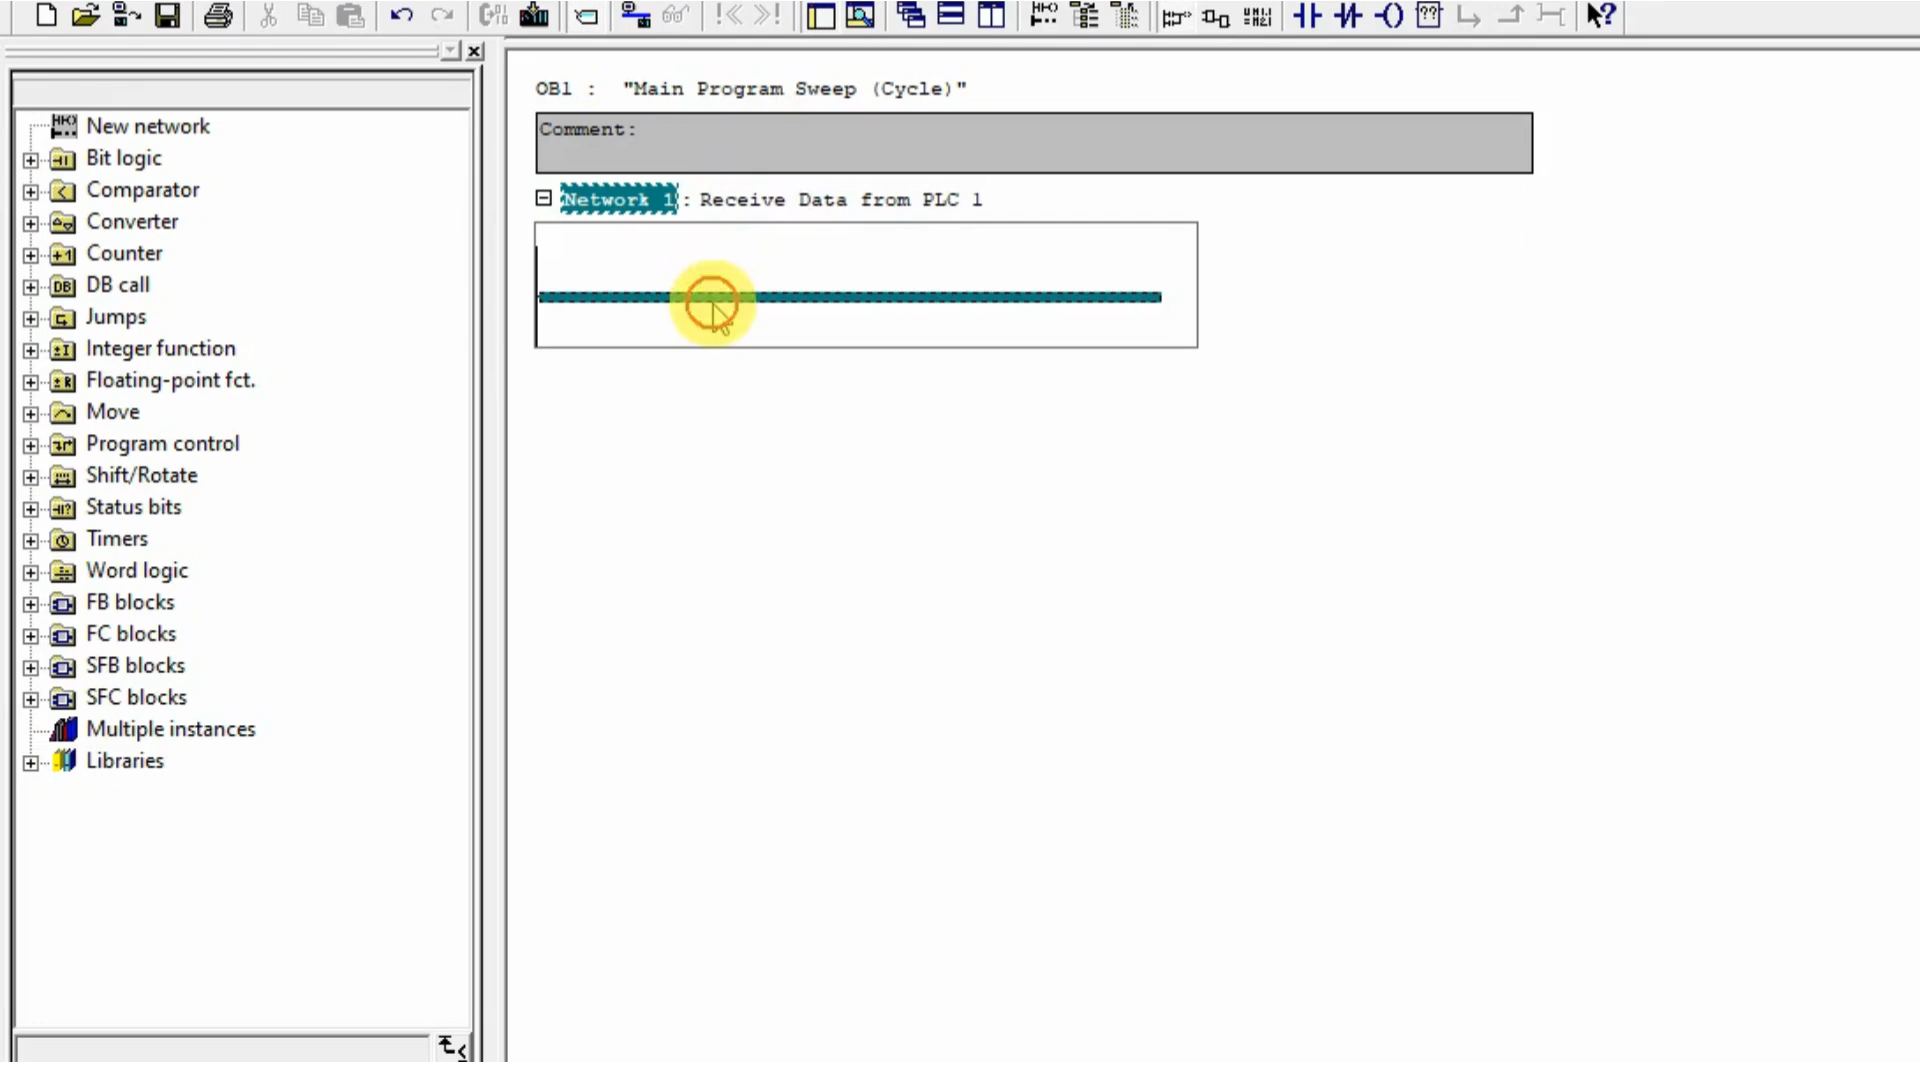 OB1 : "Main Program Sweep (Cycle)"
Comment:
Network 1: Receive Data from PLC 1
New network
Bit logic
Comparator
Converter
Counter
DB call
Jumps
Integer function
Floating-point fct.
Move
Program control
Shift/Rotate
Status bits
Timers
Word logic
FB blocks
FC blocks
SFB blocks
SFC blocks
Multiple instances
Libraries